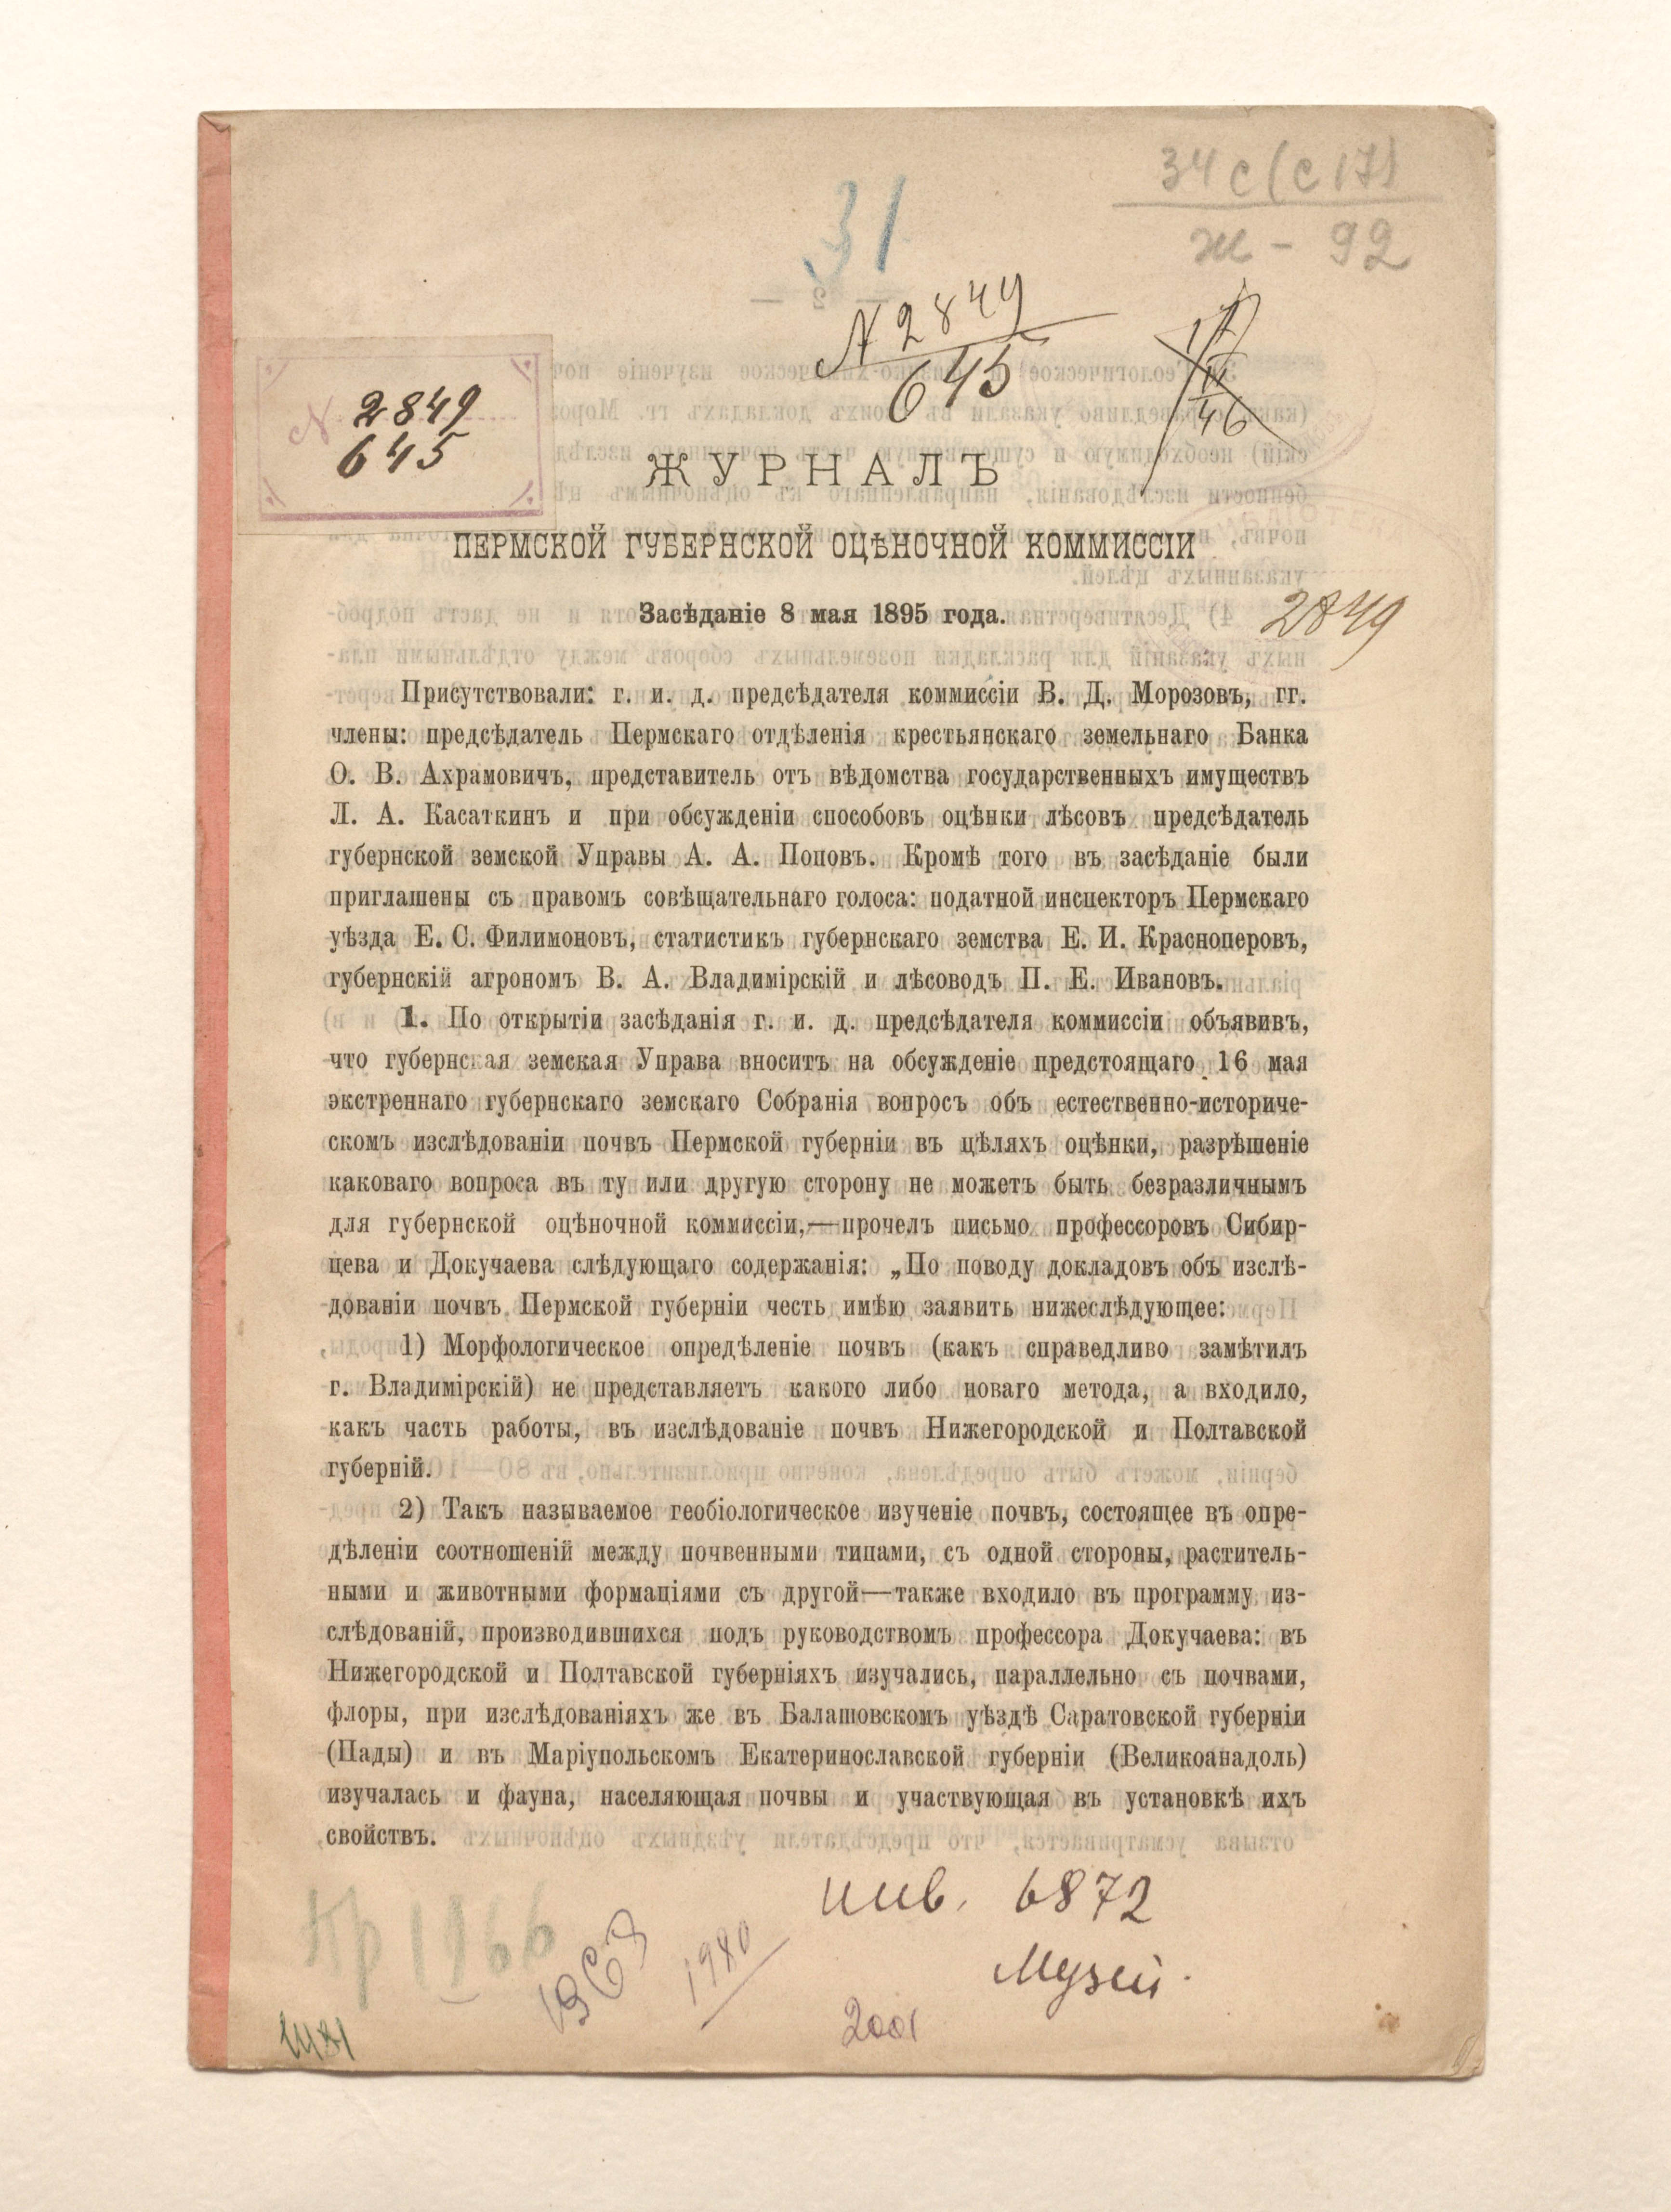 34 с (с 17)
ж - 92
31
N 2849
645
N 2849
645
ЖУРНАЛЪ
ПЕРМСКОЙ ГУБЕРНСКОЙ ОЦѢНОЧНОЙ КОММИССІИ
Засѣданіе 8 мая 1895 года.
2849
Присутствовали: г. и. д. предсѣдателя коммиссіи В. Д. Морозовъ, гг.
члены: предсѣдатель Пермскаго отдѣленія крестьянскаго земельнаго Банка
О. В. Ахрамовичъ, представитель отъ вѣдомства государственныхъ имуществъ
Л. А. Касаткинъ и при обсужденіи способовъ оцѣнки лѣсовъ предсѣдатель
губернской земской Управы А. А. Поповъ. Кромѣ того въ засѣданіе были
приглашены съ правомъ совѣщательнаго голоса: податной инспекторъ Пермскаго
уѣзда Е. С. Филимоновъ, статистикъ губернскаго земства Е. И. Красноперовъ,
губернскій агрономъ В. А. Владимірскій и лѣсоводъ П. Е. Ивановъ.
1. По открытіи засѣданія г. и. д. предсѣдателя коммиссіи объявивъ,
что губернская земская Управа вноситъ на обсужденіе предстоящаго 16 мая
экстреннаго губернскаго земскаго Собранія вопросъ объ естественно-историче-
скомъ изслѣдованіи почвъ Пермской губерніи въ цѣляхъ оцѣнки, разрѣшеніе
каковаго вопроса въ ту или другую сторону не можетъ быть безразличнымъ
для губернской оцѣночной коммиссіи,—прочелъ письмо профессоровъ Сибир-
цева и Докучаева слѣдующаго содержанія: „По поводу докладовъ объ изслѣ-
дованіи почвъ Пермской губерніи честь имѣю заявить нижеслѣдующее:
1) Морфологическое опредѣленіе почвъ (какъ справедливо замѣтилъ
г. Владимірскій) не представляетъ какого либо новаго метода, а входило,
какъ часть работы, въ изслѣдованіе почвъ Нижегородской и Полтавской
губерній.
2) Такъ называемое геобіологическое изученіе почвъ, состоящее въ опре-
дѣленіи соотношеній между почвенными типами, съ одной стороны, раститель-
ными и животными формаціями съ другой—также входило въ программу из-
слѣдованій, производившихся подъ руководствомъ профессора Докучаева: въ
Нижегородской и Полтавской губерніяхъ изучались, параллельно съ почвами,
флоры, при изслѣдованіяхъ же въ Балашовскомъ уѣздѣ Саратовской губерніи
(Пады) и въ Маріупольскомъ Екатеринославской губерніи (Великоанадоль)
изучалась и фауна, населяющая почвы и участвующая въ установкѣ ихъ
свойствъ.
инв. 6872
Музей.
Пр 1966
1980
2001